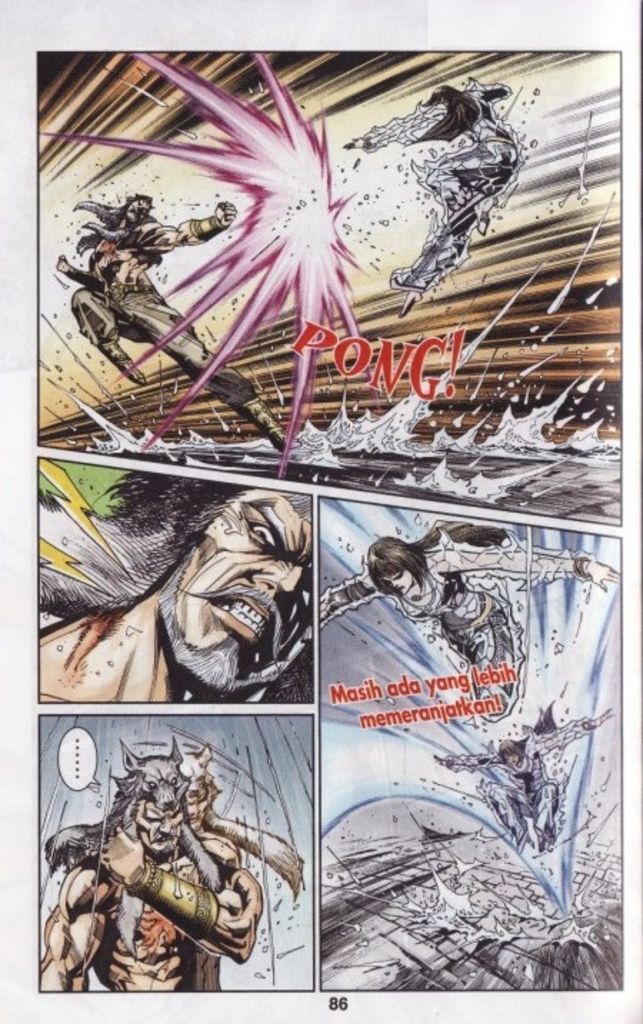 PONG!
Masih ada yang lebih
memeranjatkan!
......
86